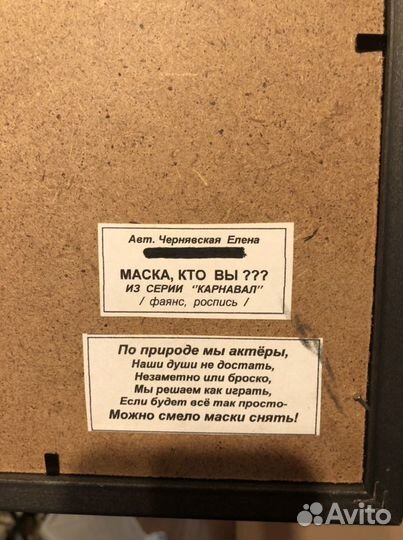 Авт. Чернявская Елена
МАСКА, КТО ВЫ ???
ИЗ СЕРИИ "КАРНАВАЛ"
/ фаянс, роспись /
По природе мы актёры,
Наши души не достать,
Незаметно или броско,
Мы решаем как играть,
Если будет всё так просто-
Можно смело маски снять!
Avito